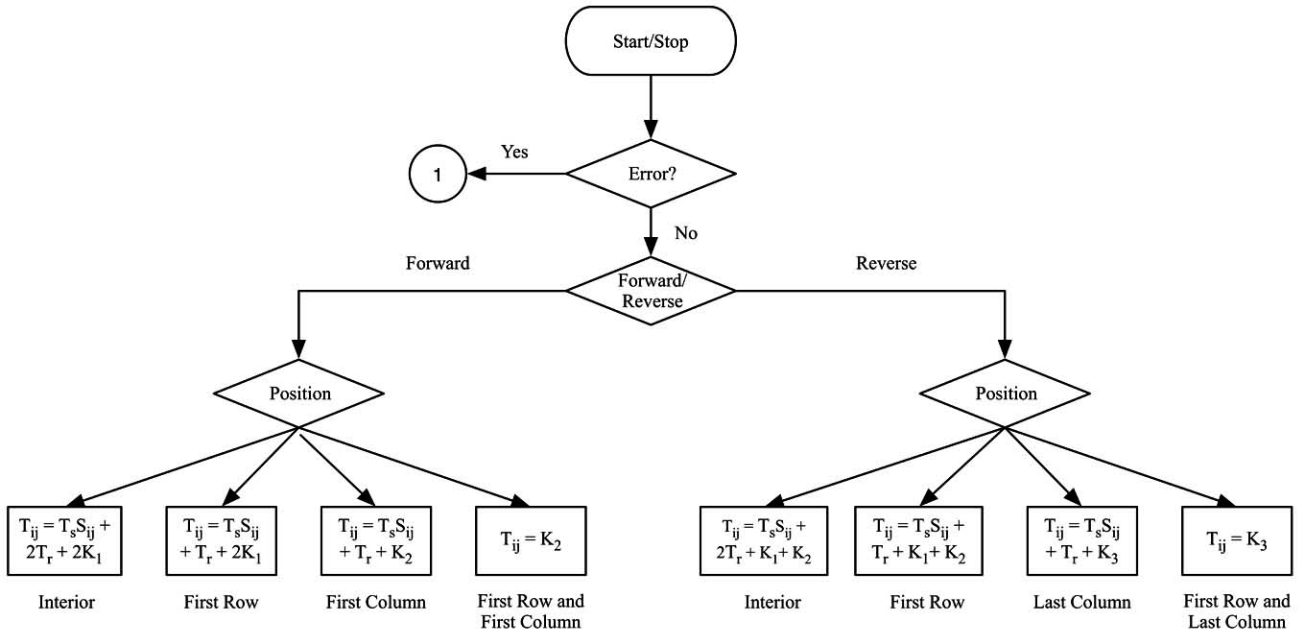 Start/Stop
Yes
1
Error?
No
Forward
Reverse
Forward/
Reverse
Position
Position
T_ij = T_sS_ij +
2T_r + 2K_1
T_ij = T_sS_ij
+ T_r + 2K_1
T_ij = T_sS_ij
+ T_r + K_2
T_ij = K_2
T_ij = T_sS_ij +
2T_r + K_1 + K_2
T_ij = T_sS_ij +
T_r + K_1 + K_2
T_ij = T_sS_ij
+ T_r + K_3
T_ij = K_3
Interior
First Row
First Column
First Row and
First Column
Interior
First Row
Last Column
First Row and
Last Column